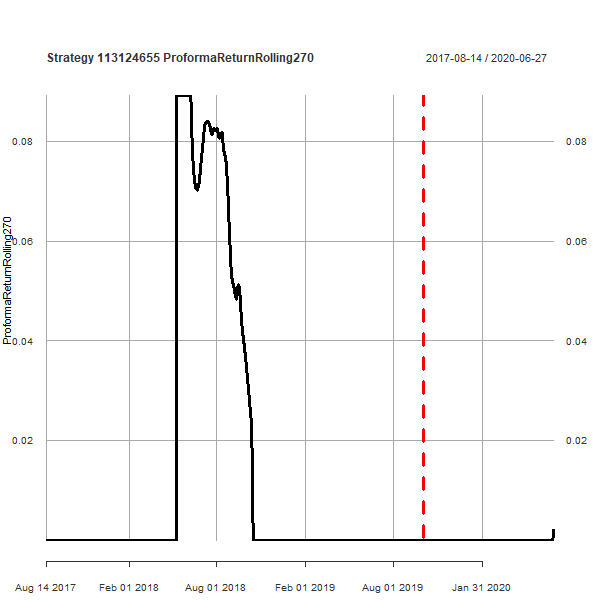 Strategy 113124655 ProformaReturnRolling270
2017-08-14 / 2020-06-27
ProformaReturnRolling270
0.08
0.06
0.04
0.02
0.08
0.06
0.04
0.02
Aug 14 2017
Feb 01 2018
Aug 01 2018
Feb 01 2019
Aug 01 2019
Jan 31 2020